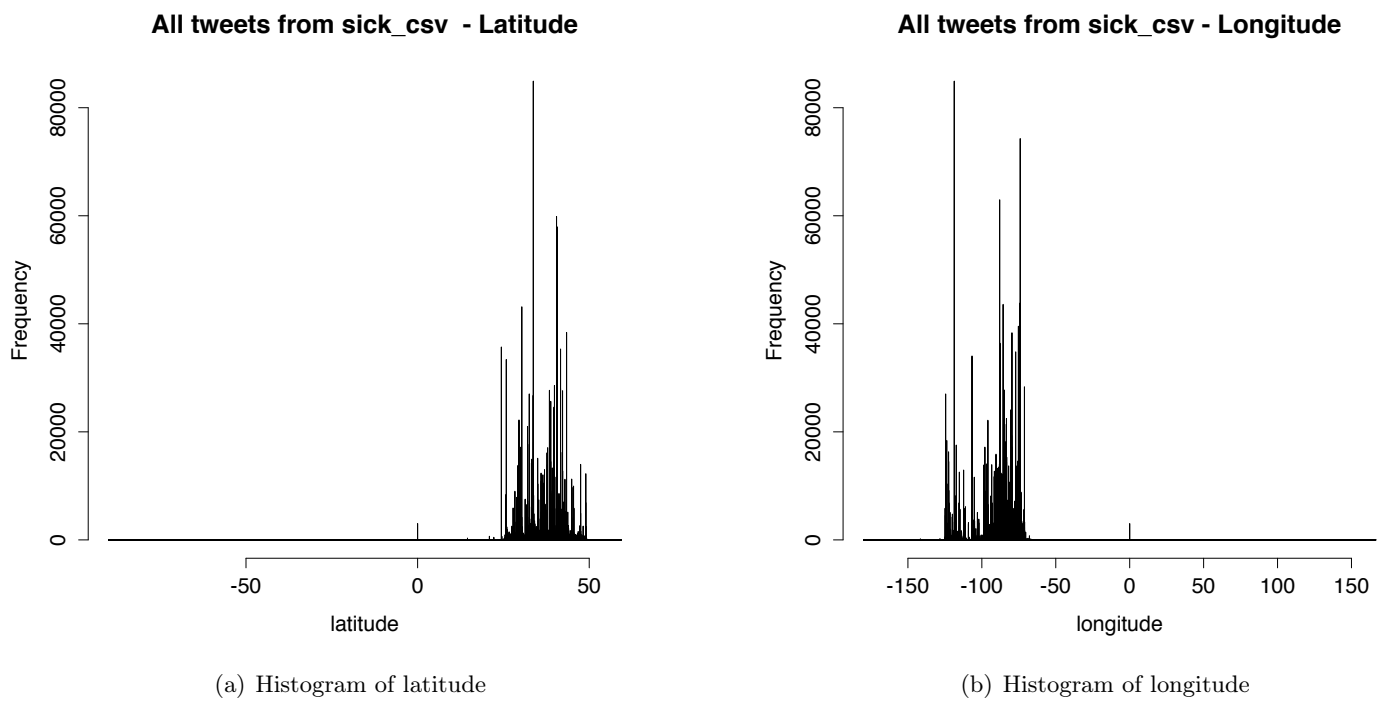 All tweets from sick_csv  - Latitude
Frequency
80000
60000
40000
20000
0
-50 0 50
latitude
(a) Histogram of latitude
All tweets from sick_csv - Longitude
Frequency
80000
60000
40000
20000
0
-150 -100 -50 0 50 100 150
longitude
(b) Histogram of longitude